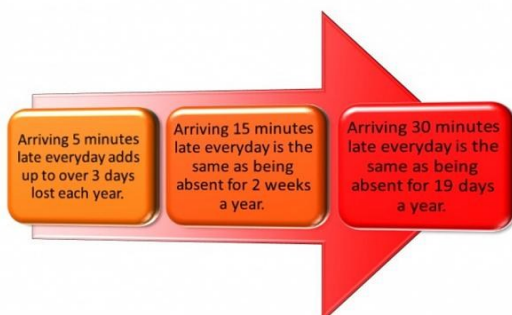 Arriving 5 minutes
late everyday adds
up to over 3 days
lost each year.
Arriving 15 minutes
late everyday is the
same as being
absent for 2 weeks
a year.
Arriving 30 minutes
late everyday is the
same as being
absent for 19 days
a year.